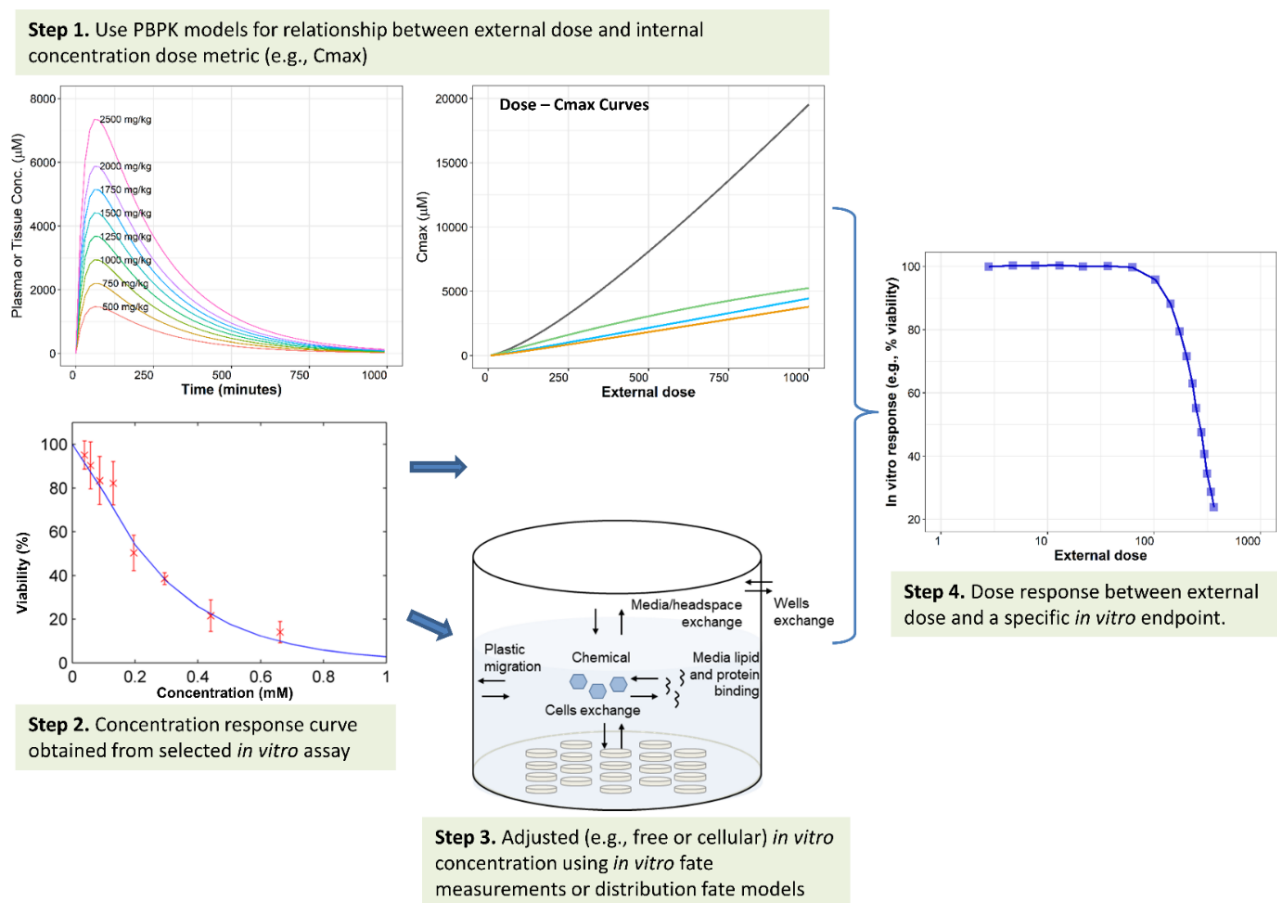 Step 1. Use PBPK models for relationship between external dose and internal
concentration dose metric (e.g., Cmax)
Plasma or Tissue Conc. (μM)
8000
6000
4000
2000
0
2500 mg/kg
2000 mg/kg
1750 mg/kg
1500 mg/kg
1250 mg/kg
1000 mg/kg
750 mg/kg
500 mg/kg
0 250 500 750 1000
Time (minutes)
Dose – Cmax Curves
Cmax (μM)
20000
15000
10000
5000
0
0 250 500 750 1000
External dose
Viability (%)
100
80
60
40
20
0
0 0.2 0.4 0.6 0.8 1
Concentration (mM)
Step 2. Concentration response curve
obtained from selected in vitro assay
Media/headspace
exchange
Wells
exchange
Plastic
migration
Chemical
Media lipid
and protein
binding
Cells exchange
Step 3. Adjusted (e.g., free or cellular) in vitro
concentration using in vitro fate
measurements or distribution fate models
In vitro response (e.g., % viability)
100
80
60
40
20
1 10 100 1000
External dose
Step 4. Dose response between external
dose and a specific in vitro endpoint.